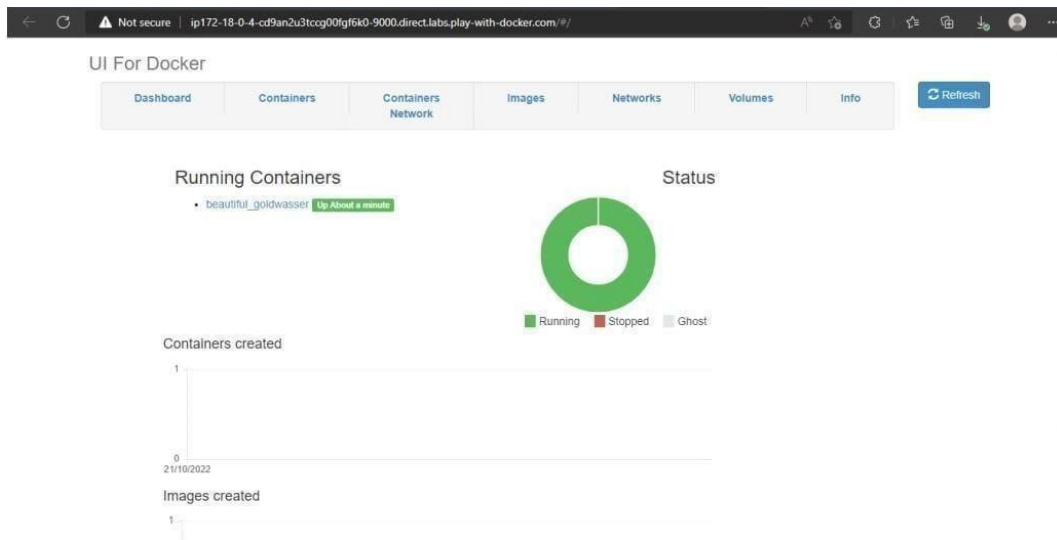 Not secure ip172-18-0-4-cd9an2u3tccg00fgf6k0-9000.direct.labs.play-with-docker.com/#/
UI For Docker
Dashboard Containers Containers Network Images Networks Volumes Info Refresh
Running Containers
beautiful_goldwasser Up About a minute
Status
Running Stopped Ghost
Containers created
1
0
21/10/2022
Images created
1